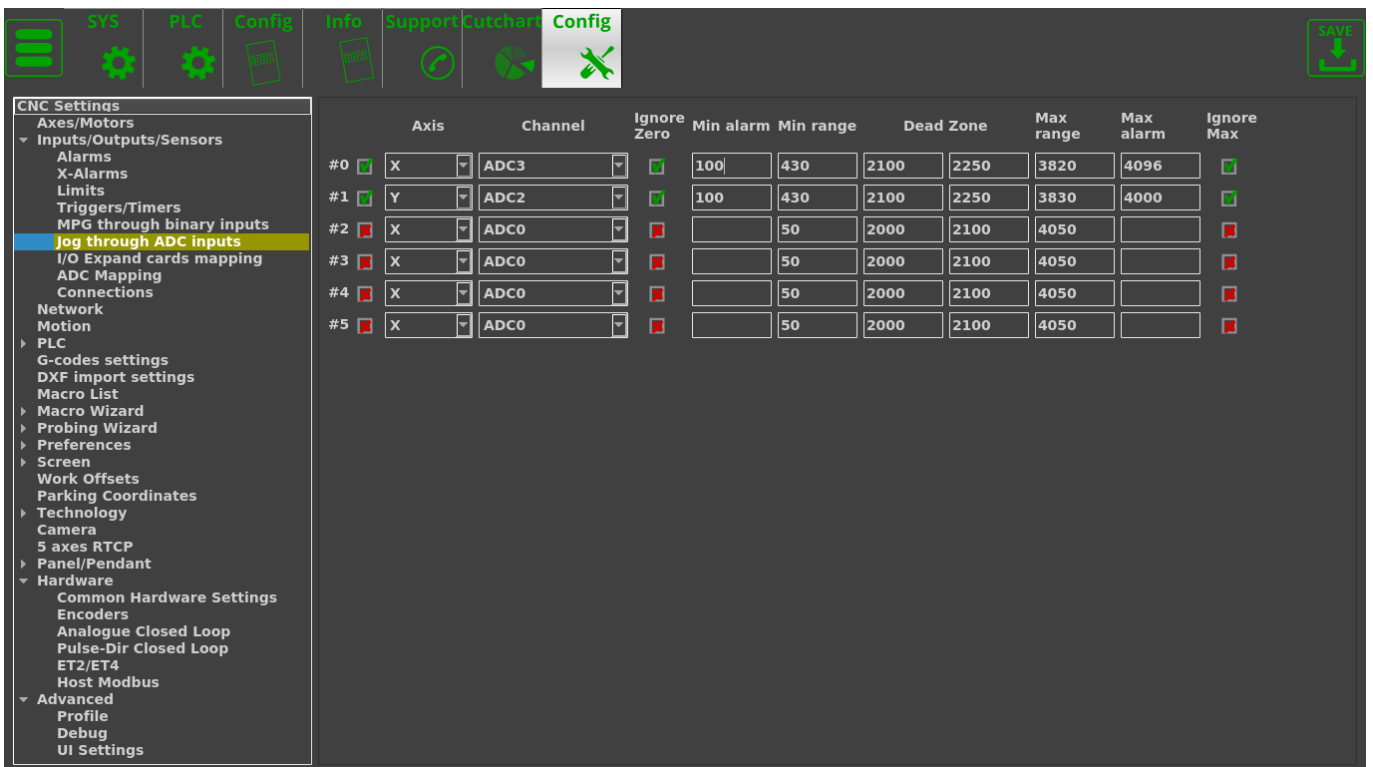 SYS PLC Config Info Support Cutchart Config SAVE
CNC Settings
Axes/Motors
Inputs/Outputs/Sensors
Alarms
X-Alarms
Limits
Triggers/Timers
MPG through binary inputs
Jog through ADC inputs
I/O Expand cards mapping
ADC Mapping
Connections
Network
Motion
PLC
G-codes settings
DXF import settings
Macro List
Macro Wizard
Probing Wizard
Preferences
Screen
Work Offsets
Parking Coordinates
Technology
Camera
5 axes RTCP
Panel/Pendant
Hardware
Common Hardware Settings
Encoders
Analogue Closed Loop
Pulse-Dir Closed Loop
ET2/ET4
Host Modbus
Advanced
Profile
Debug
UI Settings
Axis Channel Ignore Zero Min alarm Min range Dead Zone Max range Max alarm Ignore Max
#0 X ADC3 100 430 2100 2250 3820 4096
#1 Y ADC2 100 430 2100 2250 3830 4000
#2 X ADC0 50 2000 2100 4050
#3 X ADC0 50 2000 2100 4050
#4 X ADC0 50 2000 2100 4050
#5 X ADC0 50 2000 2100 4050